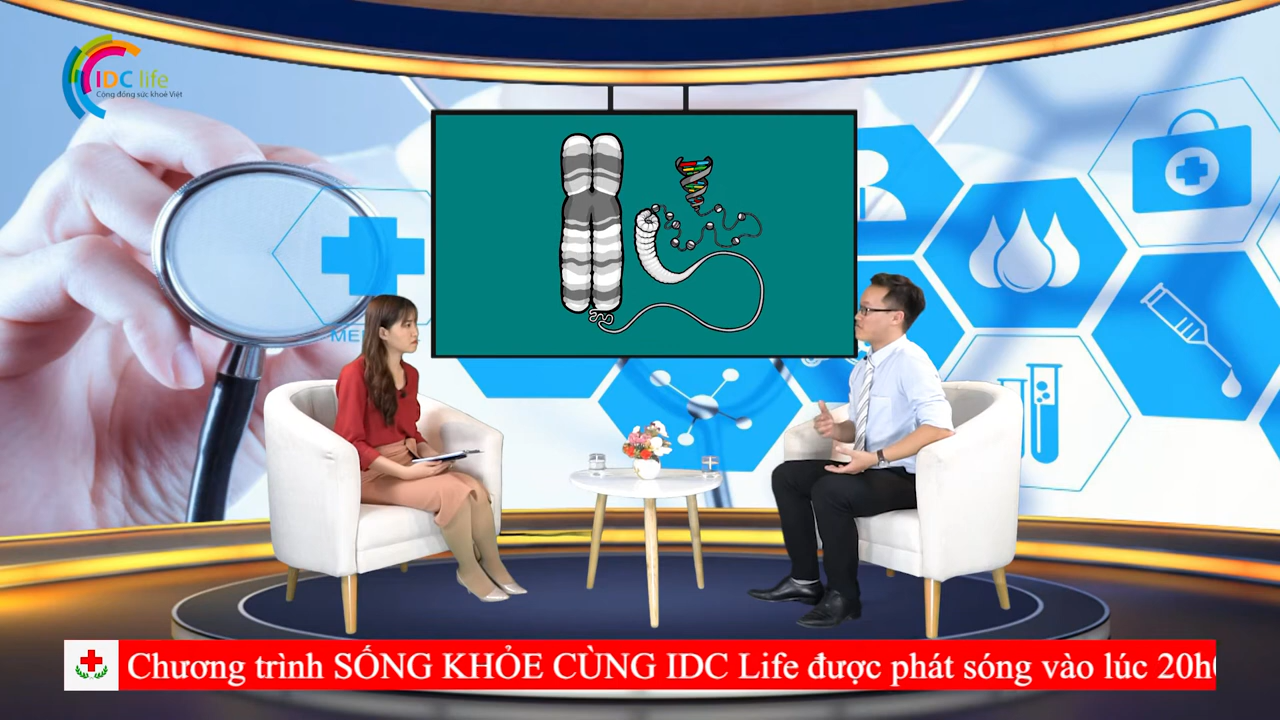 IDC life
Cộng đồng sức khoẻ Việt
Chương trình SỐNG KHỎE CÙNG IDC Life được phát sóng vào lúc 20h